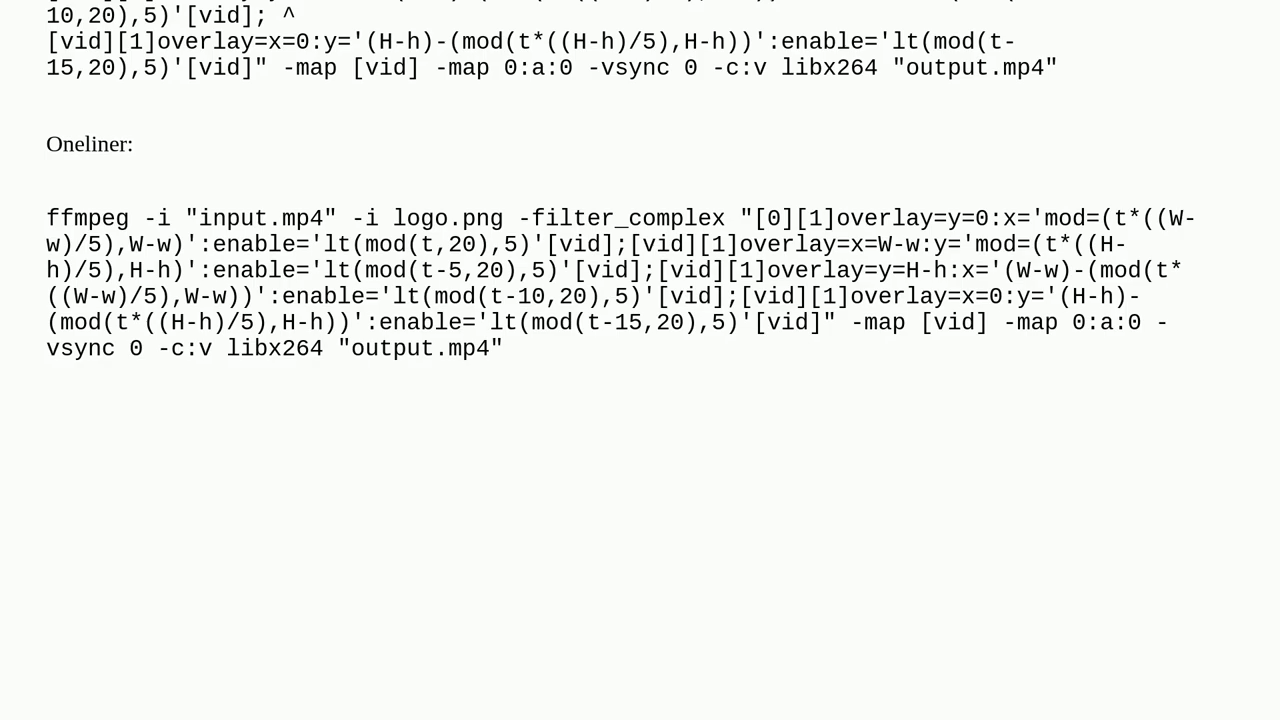 10,20),5)'[vid]; ^
[vid][1]overlay=x=0:y='(H-h)-(mod(t*((H-h)/5),H-h))':enable='lt(mod(t-
15,20),5)'[vid]" -map [vid] -map 0:a:0 -vsync 0 -c:v libx264 "output.mp4"
Oneliner:
ffmpeg -i "input.mp4" -i logo.png -filter_complex "[0][1]overlay=y=0:x='mod=(t*((W-
w)/5),W-w)':enable='lt(mod(t,20),5)'[vid];[vid][1]overlay=x=W-w:y='mod=(t*((H-
h)/5),H-h)':enable='lt(mod(t-5,20),5)'[vid];[vid][1]overlay=y=H-h:x='(W-w)-(mod(t*
((W-w)/5),W-w))':enable='lt(mod(t-10,20),5)'[vid];[vid][1]overlay=x=0:y='(H-h)-
(mod(t*((H-h)/5),H-h))':enable='lt(mod(t-15,20),5)'[vid]" -map [vid] -map 0:a:0 -
vsync 0 -c:v libx264 "output.mp4"